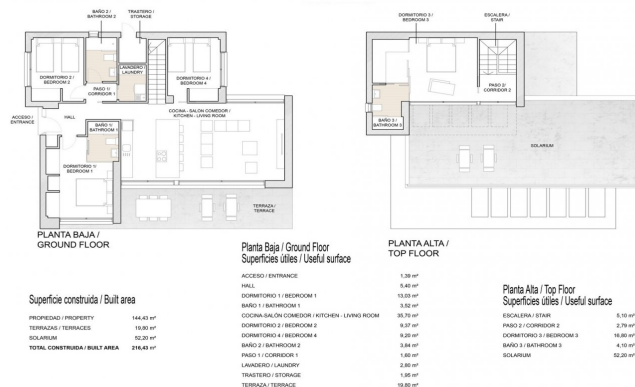 BAÑO 2 /
BATHROOM 2
TRASTERO /
STORAGE
DORMITORIO 2 /
BEDROOM 2
LAVADERO /
LAUNDRY
DORMITORIO 4 /
BEDROOM 4
PASO 1/
CORRIDOR 1
ACCESO /
ENTRANCE
HALL
COCINA - SALÓN COMEDOR /
KITCHEN - LIVING ROOM
BAÑO 1/
BATHROOM 1
DORMITORIO 1/
BEDROOM 1
TERRAZA /
TERRACE
PLANTA BAJA /
GROUND FLOOR
DORMITORIO 3 /
BEDROOM 3
ESCALERA /
STAIR
PASO 2/
CORRIDOR 2
BAÑO 3 /
BATHROOM 3
SOLARIUM
PLANTA ALTA /
TOP FLOOR
Superficie construida / Built area
PROPIEDAD / PROPERTY 144,43 m²
TERRAZAS / TERRACES 19,80 m²
SOLARIUM 52,20 m²
TOTAL CONSTRUIDA / BUILT AREA 216,43 m²
Planta Baja / Ground Floor
Superficies útiles / Useful surface
ACCESO / ENTRANCE 1,39 m²
HALL 5,40 m²
DORMITORIO 1 / BEDROOM 1 13,03 m²
BAÑO 1 / BATHROOM 1 3,52 m²
COCINA-SALÓN COMEDOR / KITCHEN - LIVING ROOM 35,70 m²
DORMITORIO 2 / BEDROOM 2 9,37 m²
DORMITORIO 4 / BEDROOM 4 9,20 m²
BAÑO 2 / BATHROOM 2 3,84 m²
PASO 1 / CORRIDOR 1 1,60 m²
LAVADERO / LAUNDRY 2,80 m²
TRASTERO / STORAGE 1,95 m²
TERRAZA / TERRACE 19,80 m²
Planta Alta / Top Floor
Superficies útiles / Useful surface
ESCALERA / STAIR 5,10 m²
PASO 2 / CORRIDOR 2 2,79 m²
DORMITORIO 3 / BEDROOM 3 16,80 m²
BAÑO 3 / BATHROOM 3 4,10 m²
SOLARIUM 52,20 m²